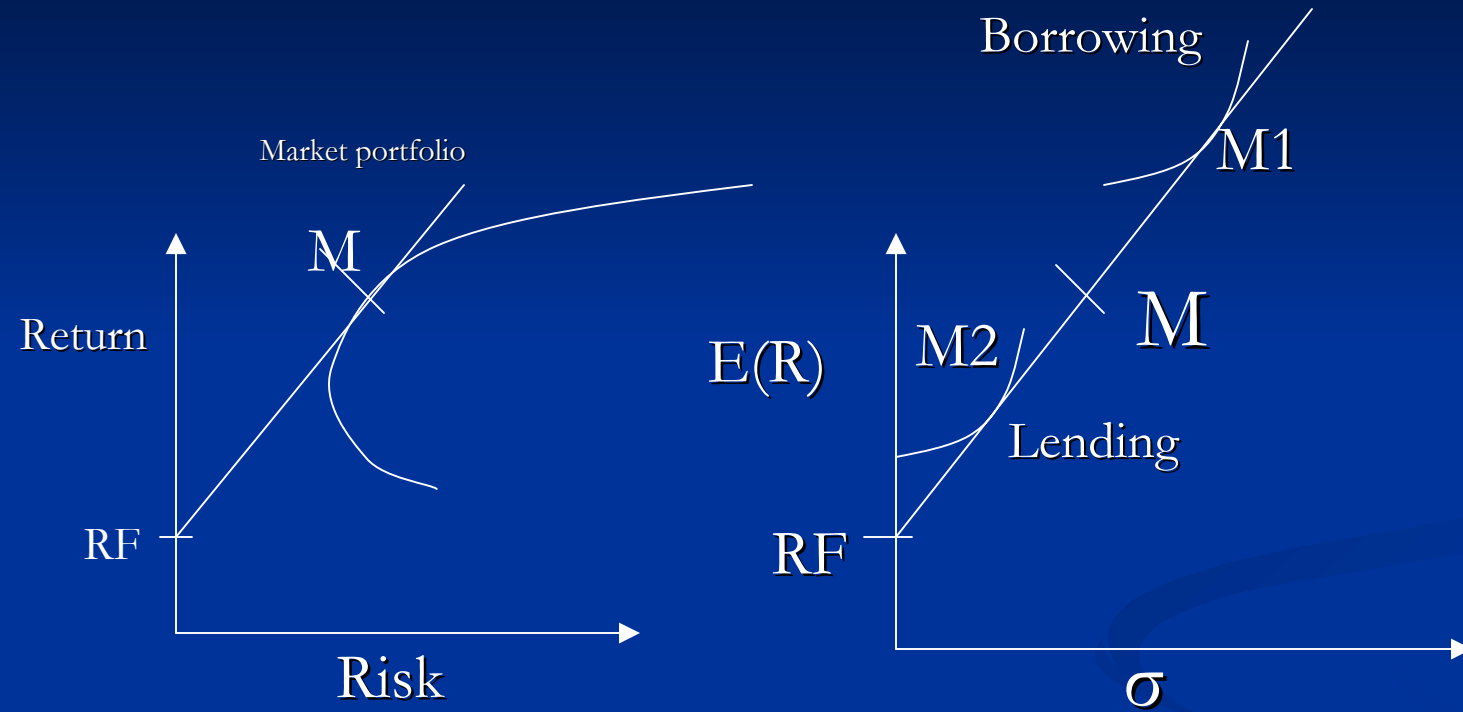 Market portfolio
M
Return
RF
Risk
Borrowing
M1
M
M2
E(R)
Lending
RF
σ